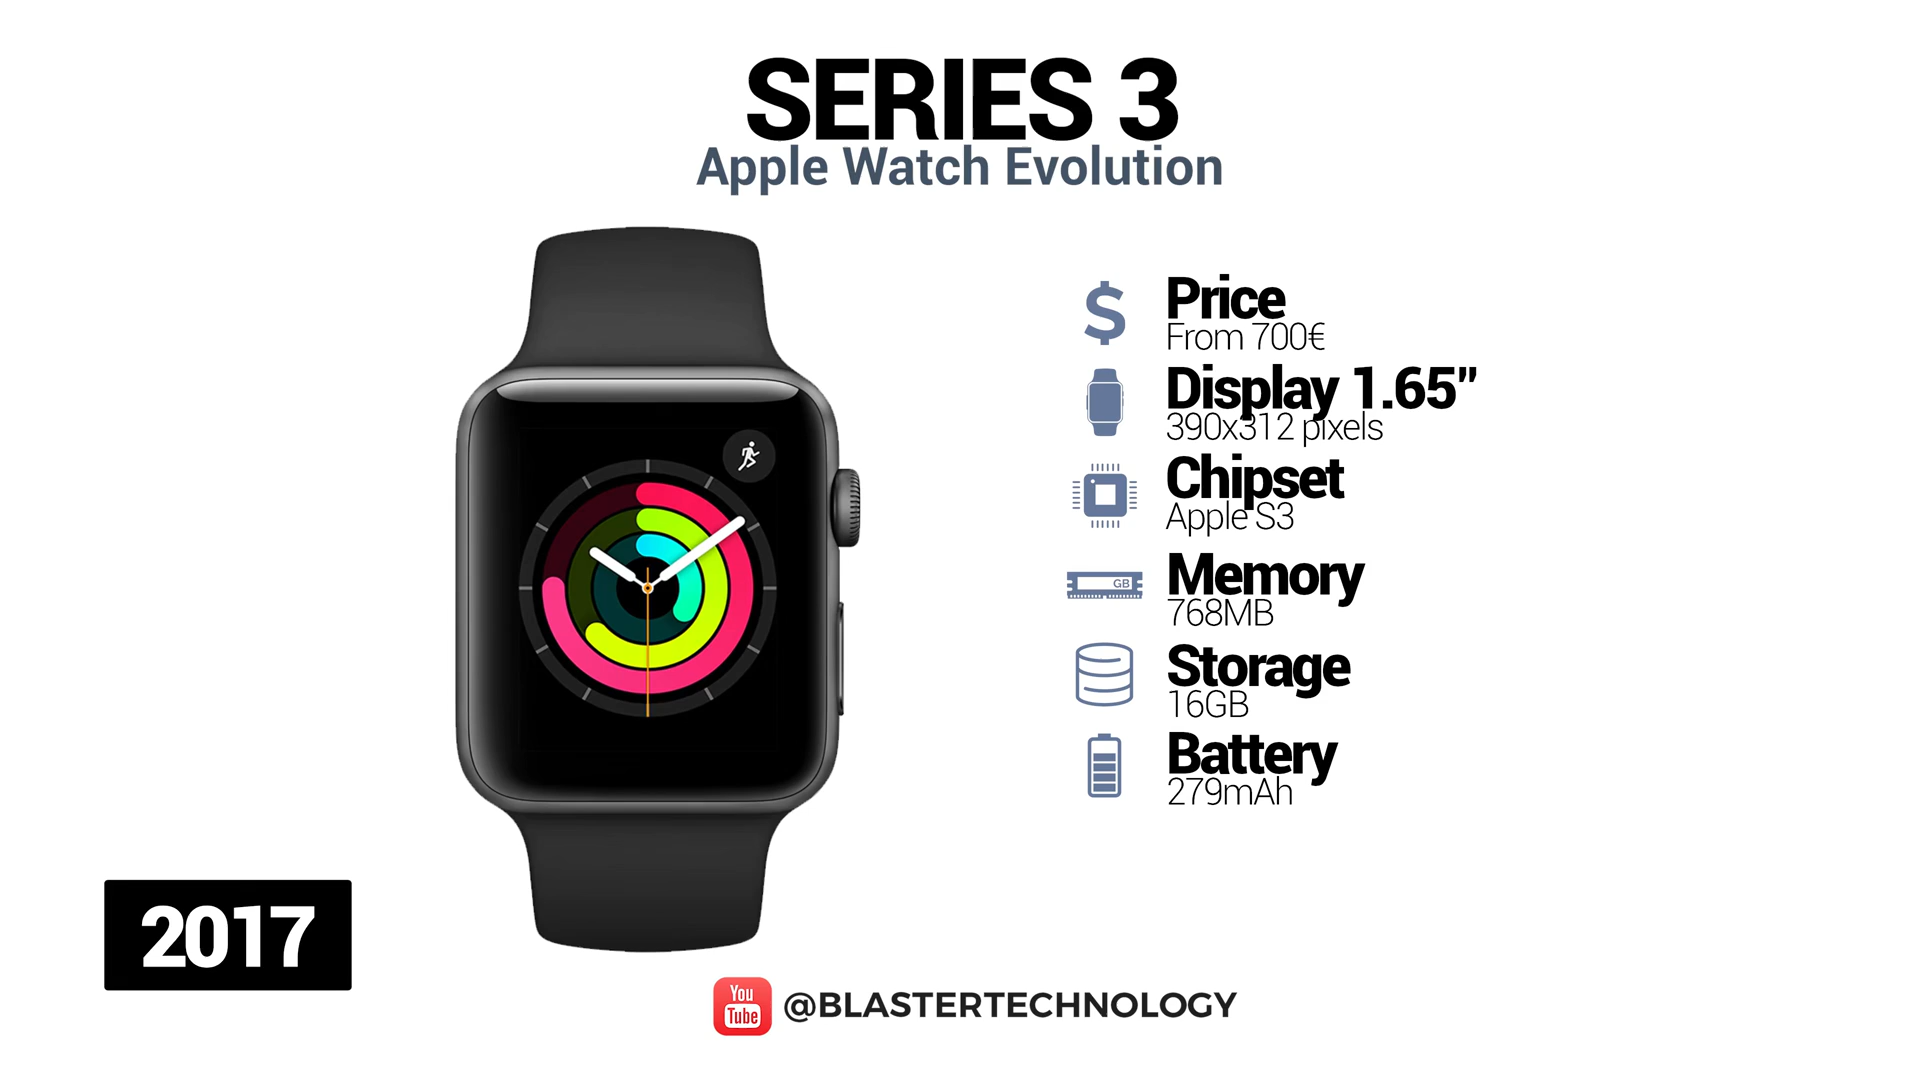 SERIES 3
Apple Watch Evolution
$
Price
From 700€
Display 1.65"
390x312 pixels
Chipset
Apple S3
GB
Memory
768MB
Storage
16GB
Battery
279mAh
2017
You
Tube
@BLASTERTECHNOLOGY